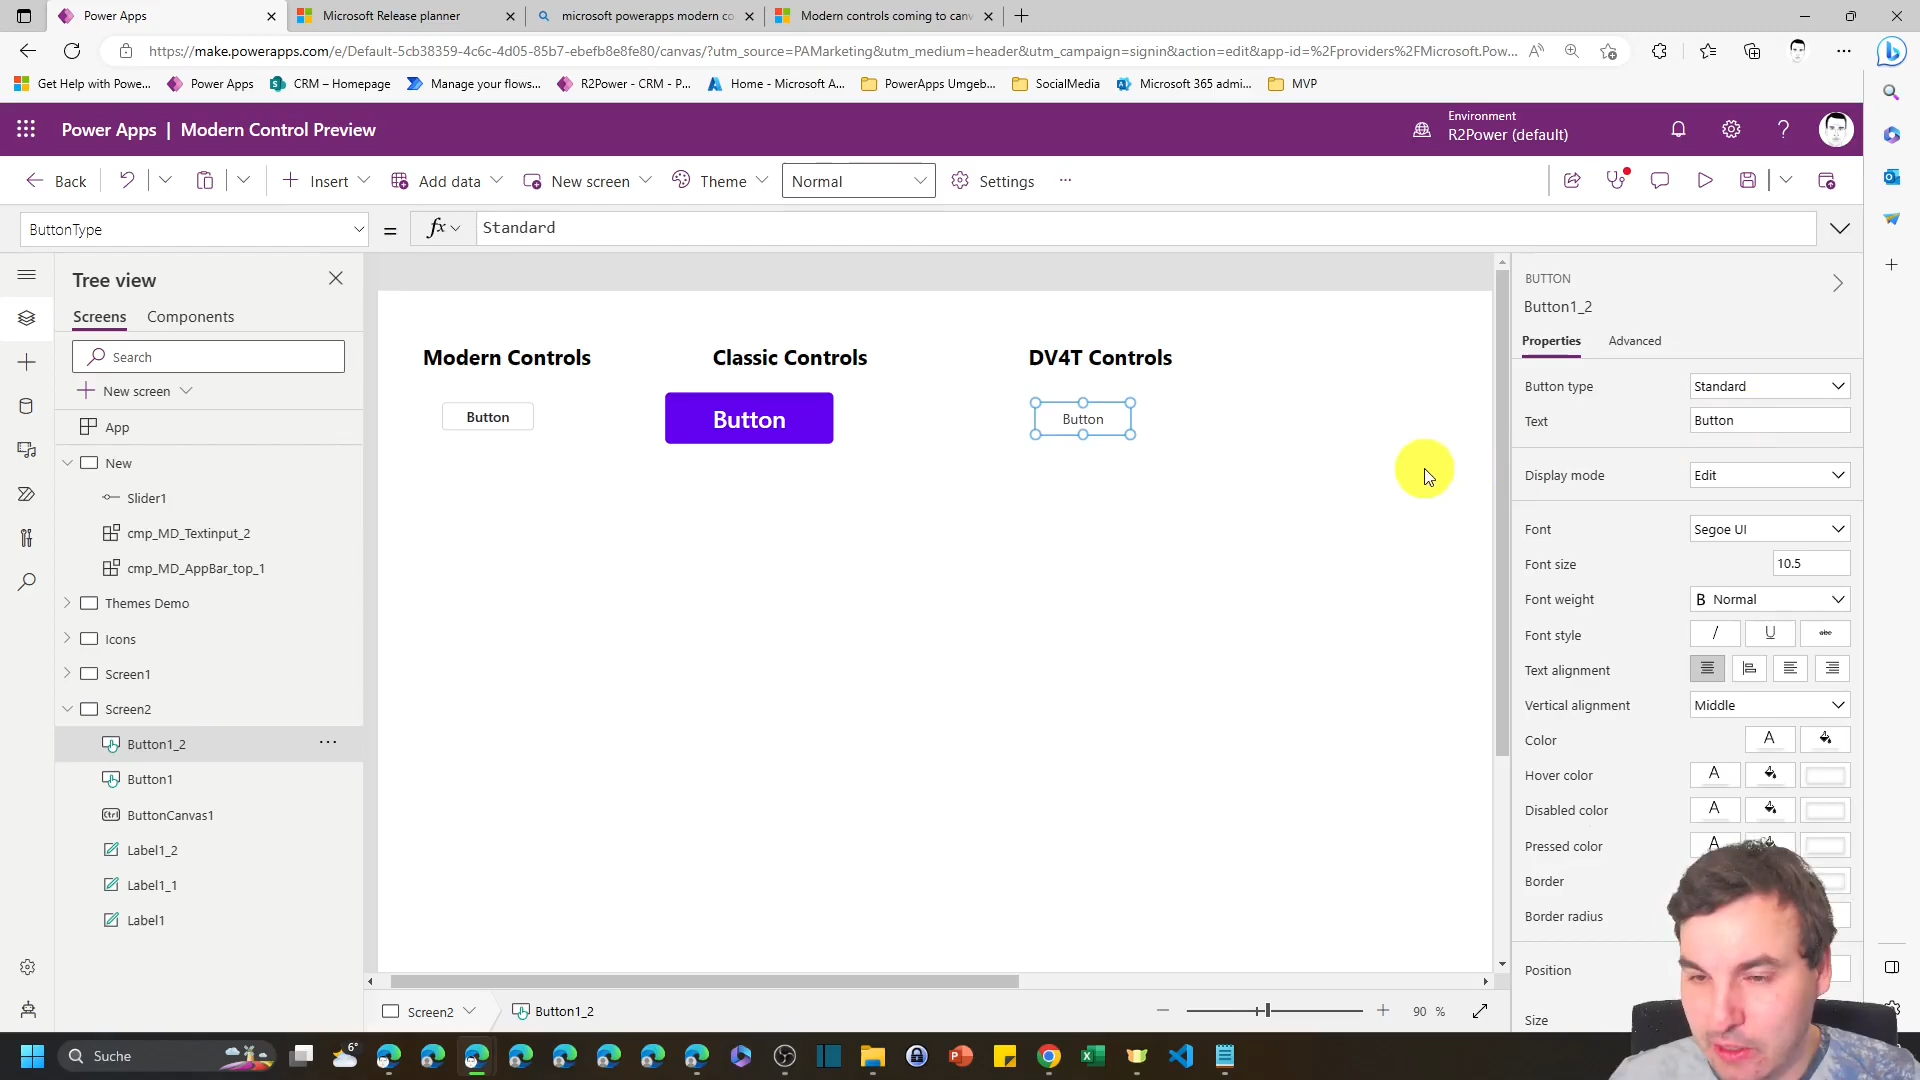 Power Apps
Microsoft Release planner
microsoft powerapps modern co
Modern controls coming to canv
https://make.powerapps.com/e/Default-5cb38359-4c6c-4d05-85b7-ebefb8e8fe80/canvas/?utm_source=PAMarketing&utm_medium=header&utm_campaign=signin&action=edit&app-id=%2Fproviders%2FMicrosoft.Pow...
Get Help with Powe...
Power Apps
CRM – Homepage
Manage your flows...
R2Power - CRM - P...
Home - Microsoft A...
PowerApps Umgeb...
SocialMedia
Microsoft 365 admi...
MVP
Power Apps | Modern Control Preview
Environment
R2Power (default)
Back
Insert
Add data
New screen
Theme
Normal
Settings
ButtonType
=
fx
Standard
Tree view
Screens
Components
Search
New screen
App
New
Slider1
cmp_MD_Textinput_2
cmp_MD_AppBar_top_1
Themes Demo
Icons
Screen1
Screen2
Button1_2
Button1
Ctrl
ButtonCanvas1
Label1_2
Label1_1
Label1
Modern Controls
Classic Controls
DV4T Controls
Button
Button
Button
BUTTON
Button1_2
Properties
Advanced
Button type
Standard
Text
Button
Display mode
Edit
Font
Segoe UI
Font size
10.5
Font weight
B Normal
Font style
/
U
abc
Text alignment
Vertical alignment
Middle
Color
A
Hover color
A
Disabled color
A
Pressed color
A
Border
Border radius
Position
Size
Screen2
Button1_2
90 %
Suche
6°